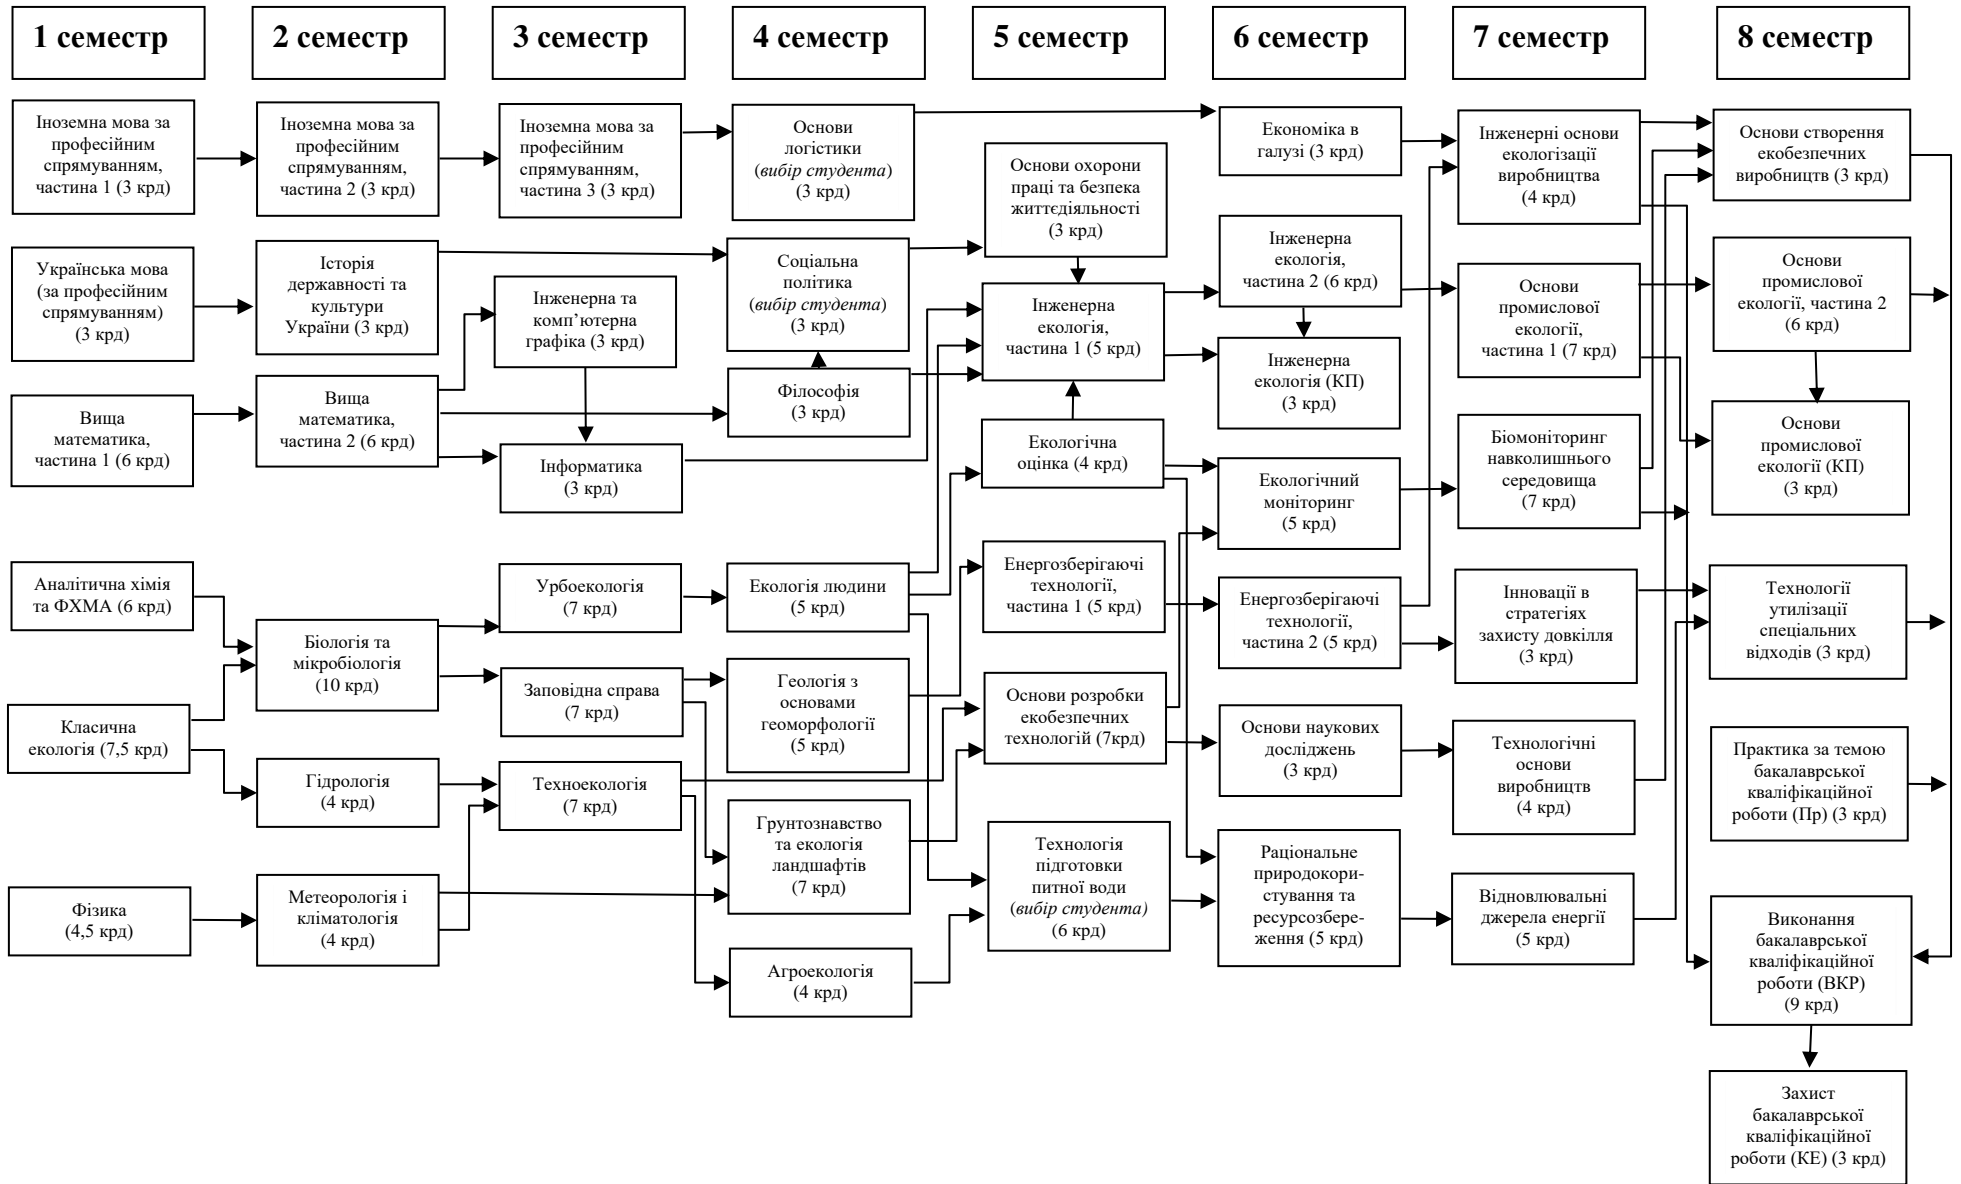 1 семестр
2 семестр
3 семестр
4 семестр
5 семестр
6 семестр
7 семестр
8 семестр
Іноземна мова за
професійним
спрямуванням,
частина 1 (3 крд)
Українська мова
(за професійним
спрямуванням)
(3 крд)
Вища
математика,
частина 1 (6 крд)
Аналітична хімія
та ФХМА (6 крд)
Класична
екологія (7,5 крд)
Фізика
(4,5 крд)
Іноземна мова за
професійним
спрямуванням,
частина 2 (3 крд)
Історія
державності та
культури
України (3 крд)
Вища
математика,
частина 2 (6 крд)
Біологія та
мікробіологія
(10 крд)
Гідрологія
(4 крд)
Метеорологія і
кліматологія
(4 крд)
Іноземна мова за
професійним
спрямуванням,
частина 3 (3 крд)
Інженерна та
комп’ютерна
графіка (3 крд)
Інформатика
(3 крд)
Урбоекологія
(7 крд)
Заповідна справа
(7 крд)
Техноекологія
(7 крд)
Основи
логістики
(вибір студента)
(3 крд)
Соціальна
політика
(вибір студента)
(3 крд)
Філософія
(3 крд)
Екологія людини
(5 крд)
Геологія з
основами
геоморфології
(5 крд)
Грунтознавство
та екологія
ландшафтів
(7 крд)
Агроекологія
(4 крд)
Основи охорони
праці та безпека
життєдіяльності
(3 крд)
Інженерна
екологія,
частина 1 (5 крд)
Екологічна
оцінка (4 крд)
Енергозберігаючі
технології,
частина 1 (5 крд)
Основи розробки
екобезпечних
технологій (7крд)
Технологія
підготовки
питної води
(вибір студента)
(6 крд)
Економіка в
галузі (3 крд)
Інженерна
екологія,
частина 2 (6 крд)
Інженерна
екологія (КП)
(3 крд)
Екологічний
моніторинг
(5 крд)
Енергозберігаючі
технології,
частина 2 (5 крд)
Основи наукових
досліджень
(3 крд)
Раціональне
природокори-
стування та
ресурсозбере-
ження (5 крд)
Інженерні основи
екологізації
виробництва
(4 крд)
Основи
промислової
екології,
частина 1 (7 крд)
Біомоніторинг
навколишнього
середовища
(7 крд)
Інновації в
стратегіях
захисту довкілля
(3 крд)
Технологічні
основи
виробництв
(4 крд)
Відновлювальні
джерела енергії
(5 крд)
Основи створення
екобезпечних
виробництв (3 крд)
Основи
промислової
екології, частина 2
(6 крд)
Основи
промислової
екології (КП)
(3 крд)
Технології
утилізації
спеціальних
відходів (3 крд)
Практика за темою
бакалаврської
кваліфікаційної
роботи (Пр) (3 крд)
Виконання
бакалаврської
кваліфікаційної
роботи (ВКР)
(9 крд)
Захист
бакалаврської
кваліфікаційної
роботи (КЕ) (3 крд)